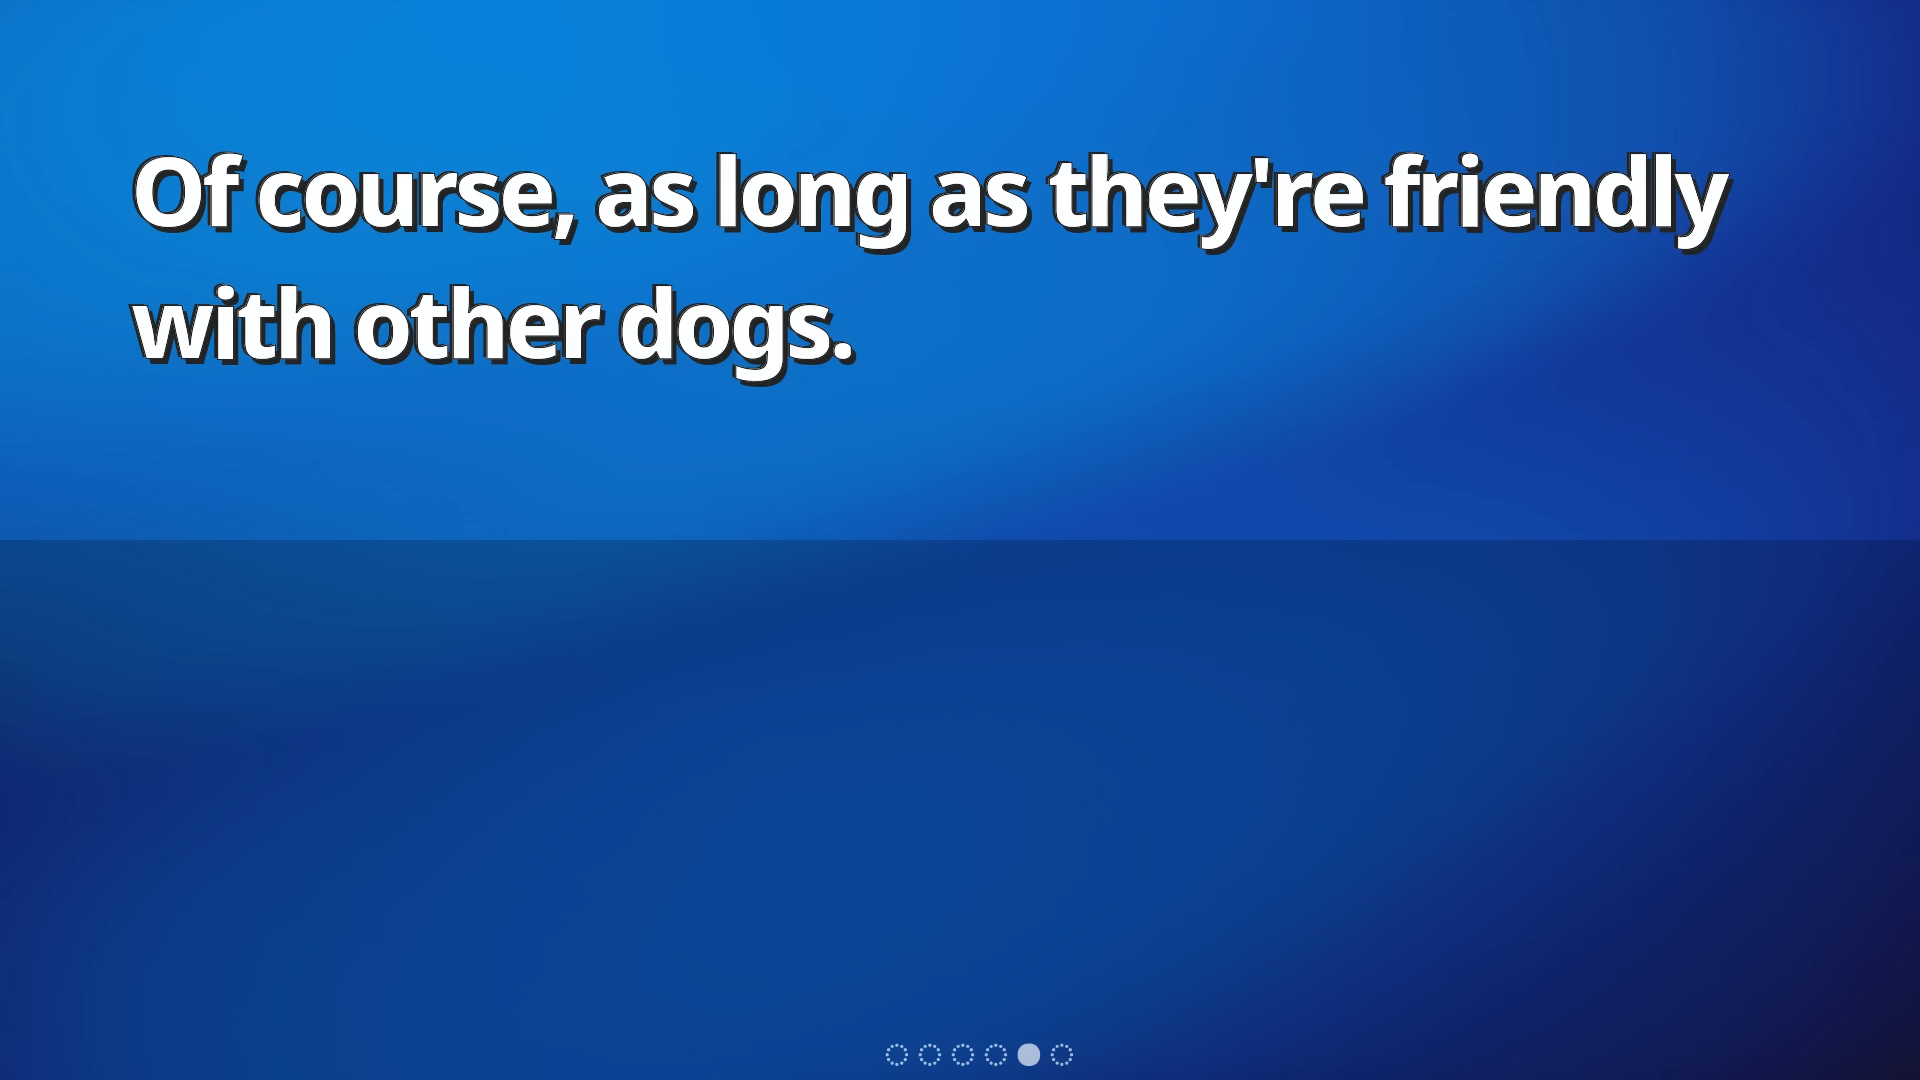 Of course, as long as they're friendly
with other dogs.